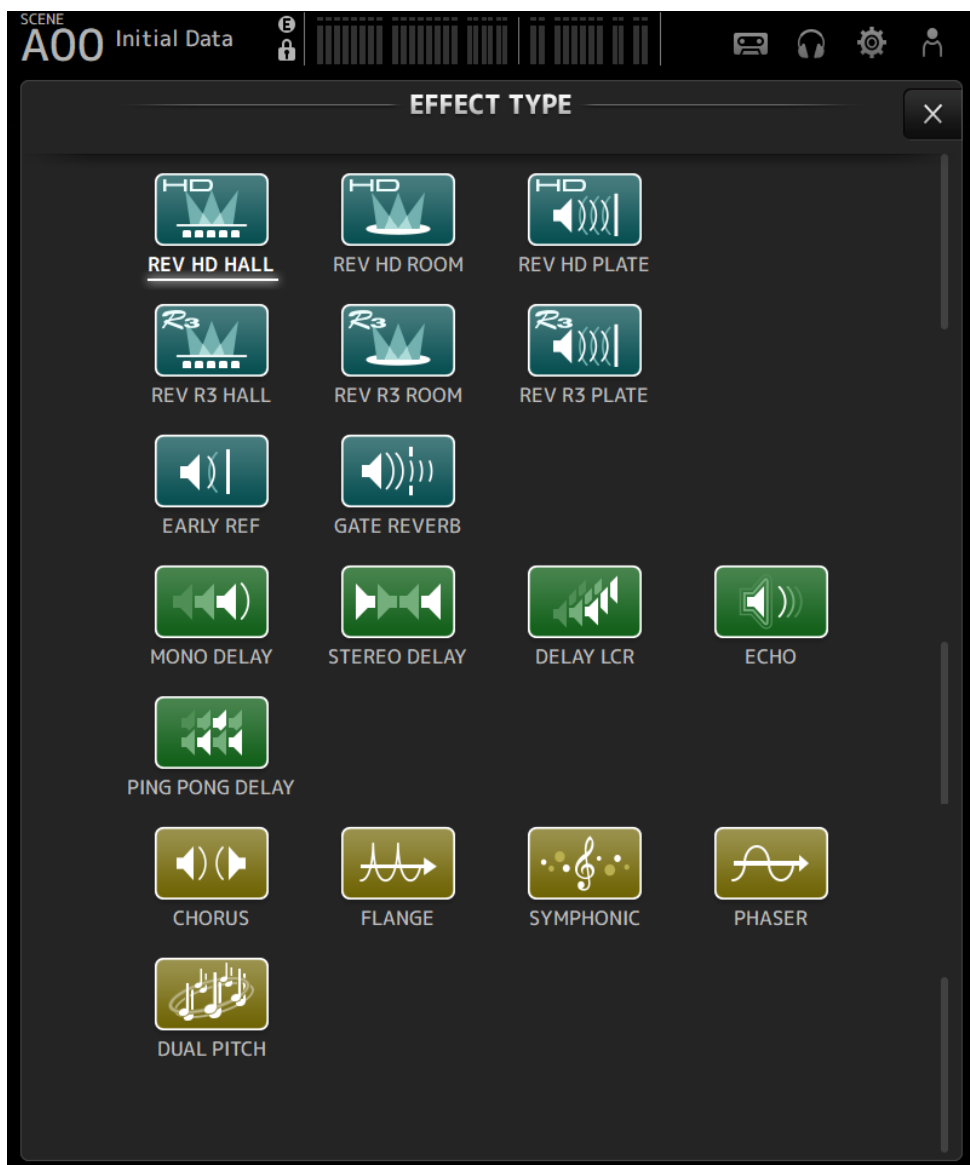 SCENE
A00 Initial Data
E
EFFECT TYPE
HD HD HD
REV HD HALL REV HD ROOM REV HD PLATE
R3 R3 R3
REV R3 HALL REV R3 ROOM REV R3 PLATE
EARLY REF GATE REVERB
MONO DELAY STEREO DELAY DELAY LCR ECHO
PING PONG DELAY
CHORUS FLANGE SYMPHONIC PHASER
DUAL PITCH